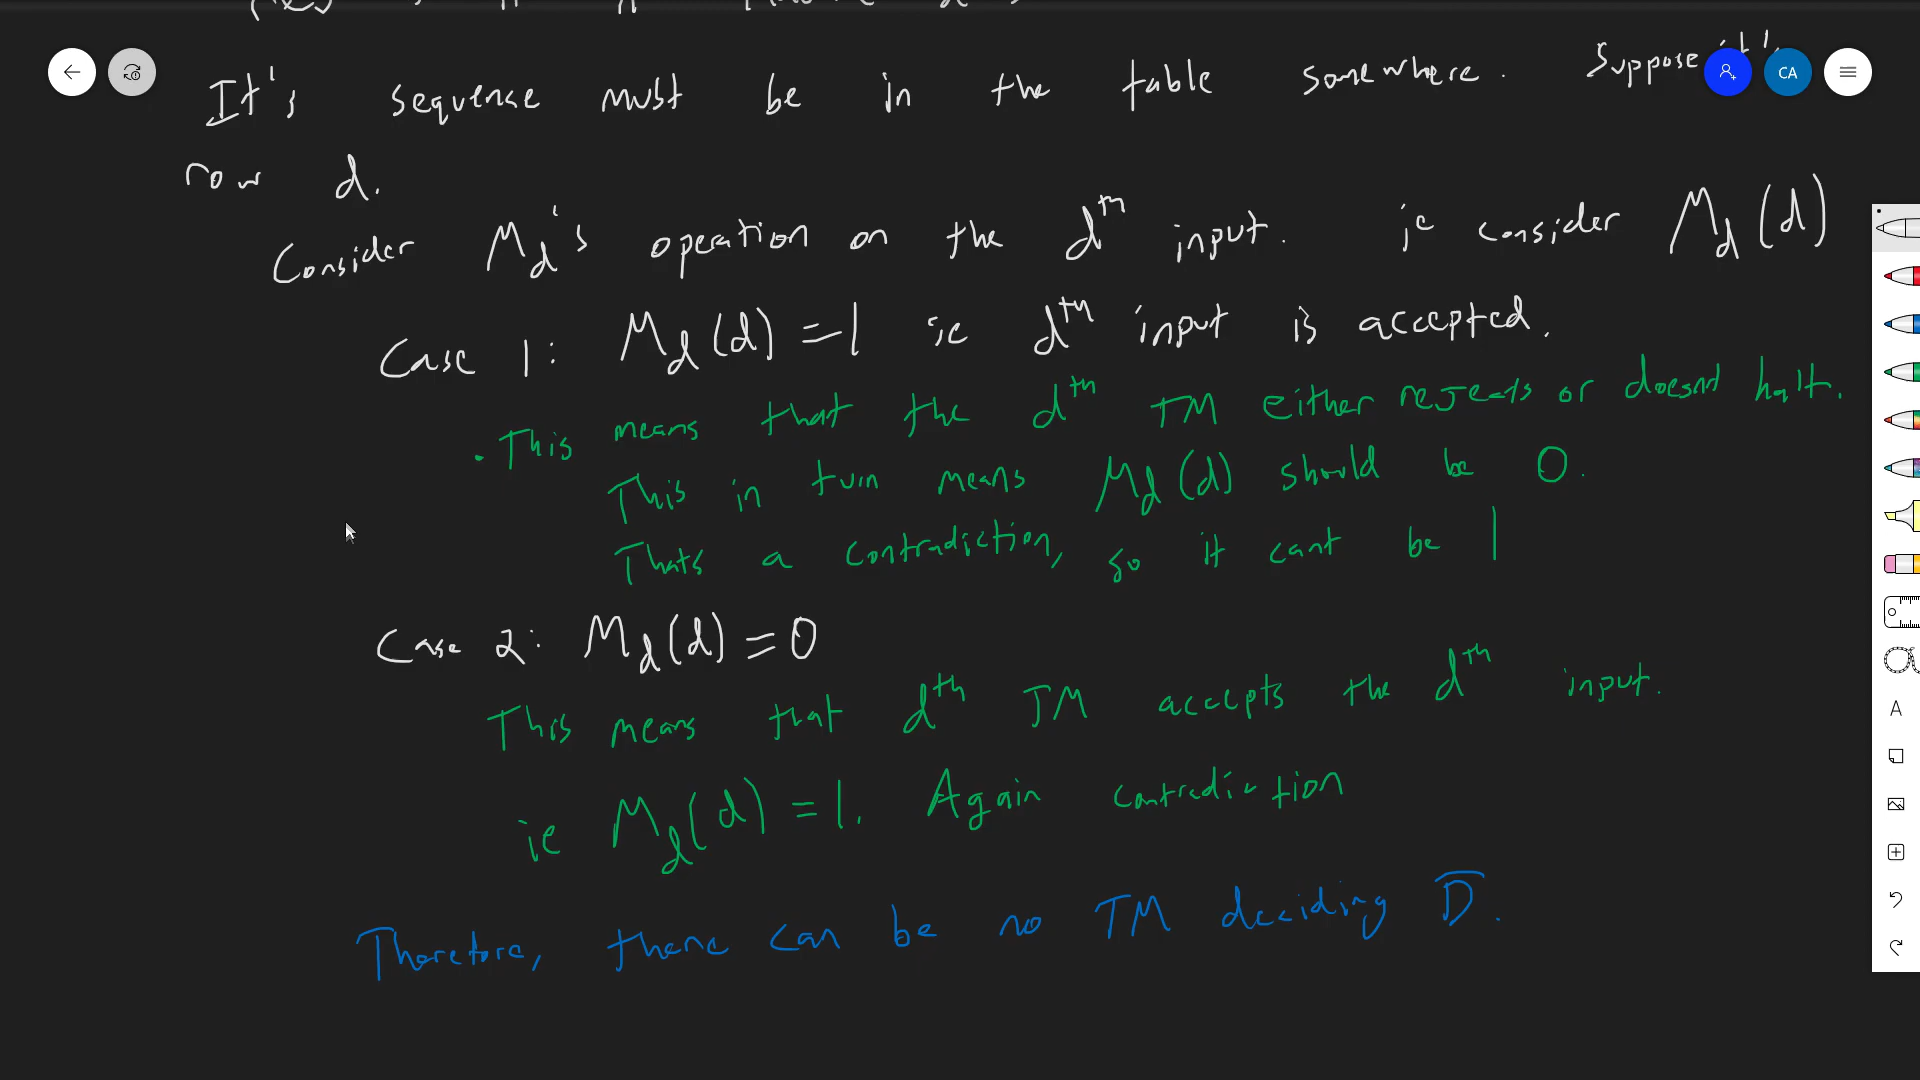 It's sequence must be in the table somewhere. Suppose it's
row d.
Consider M_d's operation on the d^th input. ie consider M_d(d)
Case 1: M_d(d) = 1 ie d^th input is accepted.
· This means that the d^th TM either rejects or doesnt halt.
This in turn means M_d(d) should be 0.
Thats a contradiction, so it cant be 1
Case 2: M_d(d) = 0
This means that d^th TM accepts the d^th input.
ie M_d(d) = 1. Again contradiction
Therefore, there can be no TM deciding D̅.
CA
A